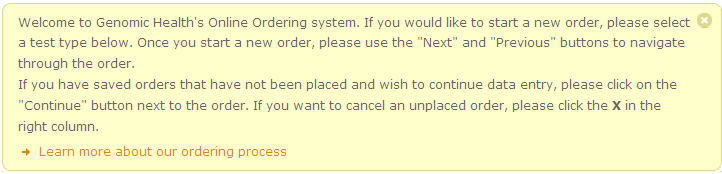 Welcome to Genomic Health's Online Ordering system. If you would like to start a new order, please select
a test type below. Once you start a new order, please use the "Next" and "Previous" buttons to navigate
through the order.
If you have saved orders that have not been placed and wish to continue data entry, please click on the
"Continue" button next to the order. If you want to cancel an unplaced order, please click the X in the
right column.
Learn more about our ordering process